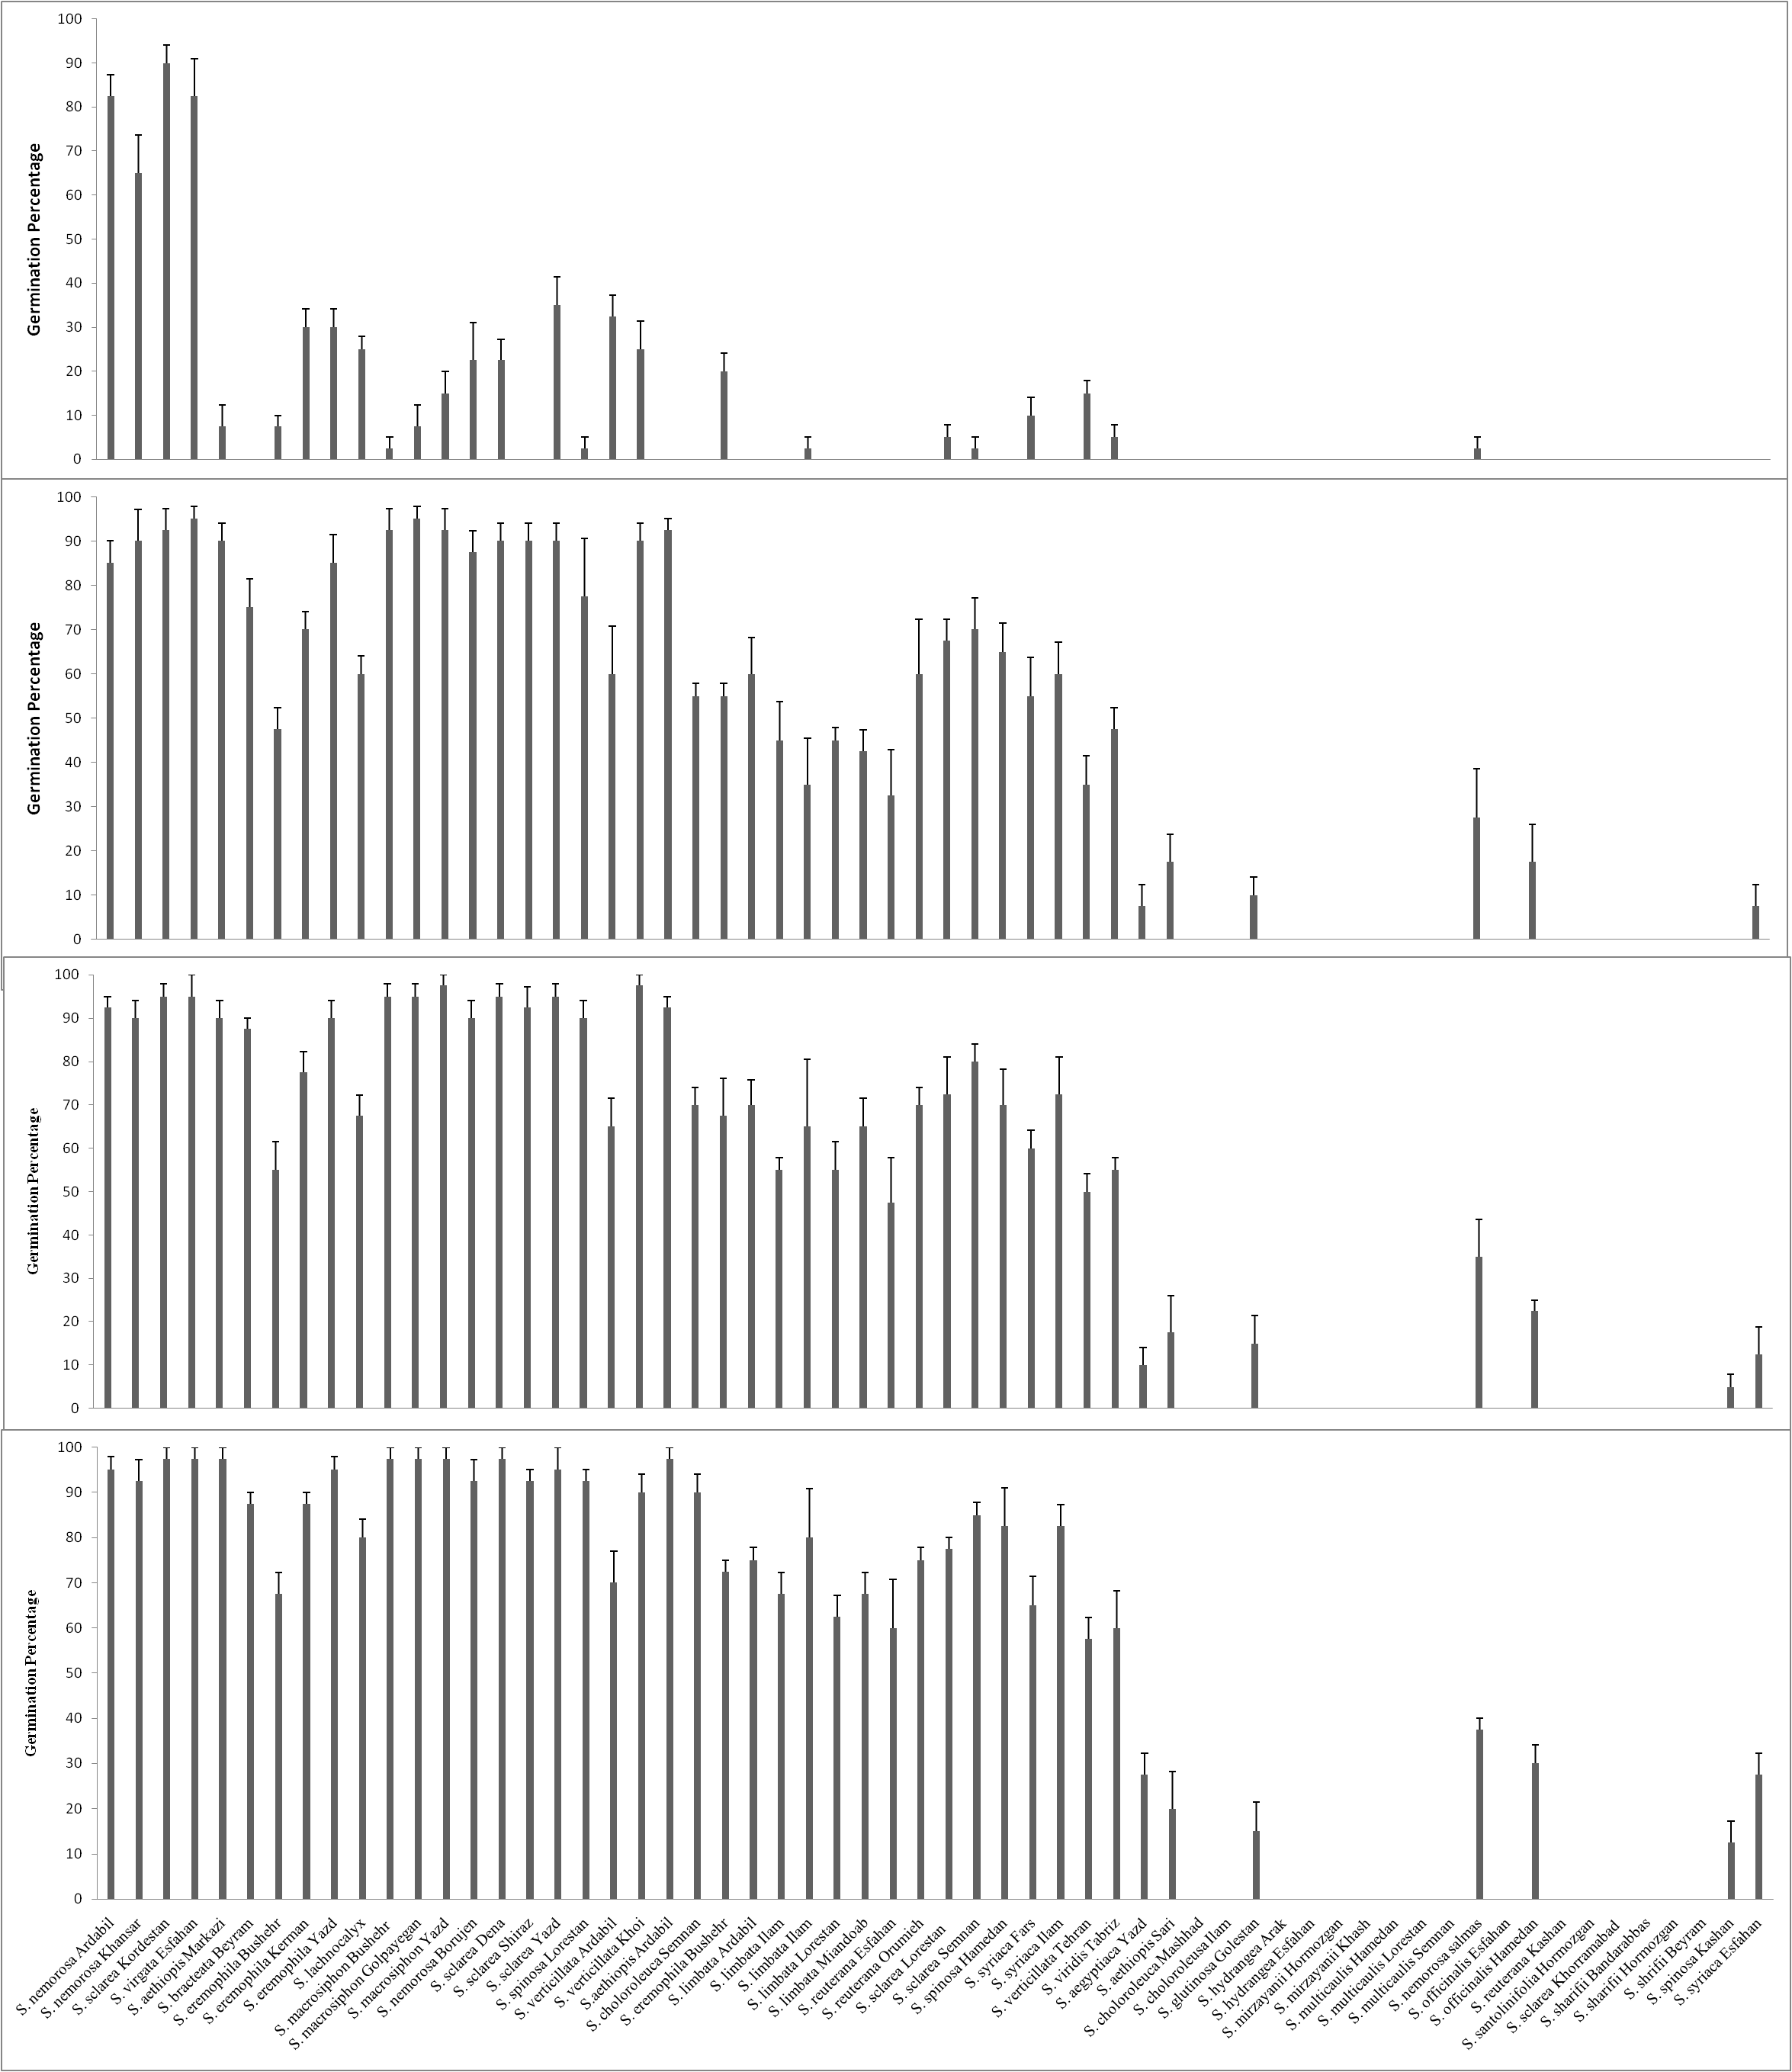 100
90
80
70
60
50
40
30
20
10
0
Germination Percentage
100
90
80
70
60
50
40
30
20
10
0
Germination Percentage
100
90
80
70
60
50
40
30
20
10
0
Germination Percentage
100
90
80
70
60
50
40
30
20
10
0
Germination Percentage
S. nemorosa Ardabil
S. nemorosa Khansar
S. sclarea Kordestan
S. virgata Esfahan
S. aethiopis Markazi
S. bracteata Beyram
S. eremophila Bushehr
S. eremophila Kerman
S. eremophila Yazd
S. lachnocalyx
S. macrosiphon Bushehr
S. macrosiphon Golpayegan
S. macrosiphon Yazd
S. nemorosa Borujen
S. sclarea Dena
S. sclarea Shiraz
S. sclarea Yazd
S. spinosa Lorestan
S. verticillata Ardabil
S. verticillata Khoi
S.aethiopis Ardabil
S. choloroleuca Semnan
S. eremophila Bushehr
S. limbata Ardabil
S. limbata Ilam
S. limbata Ilam
S. limbata Lorestan
S. limbata Miandoab
S. reuterana Esfahan
S. reuterana Orumieh
S. sclarea Lorestan
S. sclarea Semnan
S. spinosa Hamedan
S. syriaca Fars
S. syriaca Ilam
S. verticillata Tehran
S. viridis Tabriz
S. aegyptiaca Yazd
S. aethiopis Sari
S. choloroleuca Mashhad
S. chololoroleusa Ilam
S. glutinosa Golestan
S. hydrangea Arak
S. hydrangea Esfahan
S. mirzayanii Hormozgan
S. mirzayanii Khash
S. multicaulis Hamedan
S. multicaulis Lorestan
S. multicaulis Semnan
S. nemorosa salmas
S. officinalis Esfahan
S. officinalis Hamedan
S. reuterana Kashan
S. santolinifolia Hormozgan
S. sclarea Khorramabad
S. sharifii Bandarabbas
S. sharifii Hormozgan
S. shrifii Beyram
S. spinosa Kashan
S. syriaca Esfahan